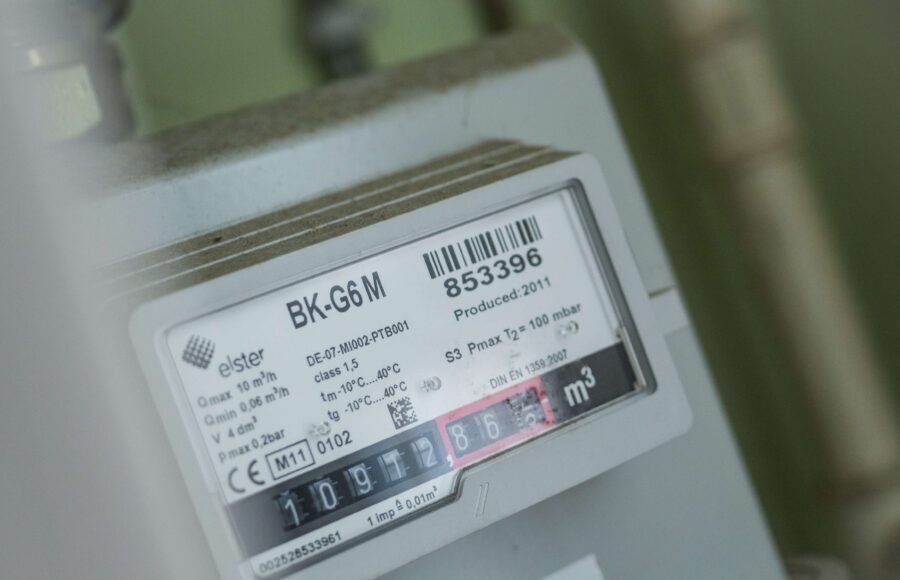 BK-G6 M
853396
Produced:2011
elster
DE-07-MI002-PTB001
class 1,5
tm -10°C....40°C
tg -10°C....40°C
S3 Pmax T2 = 100 mbar
DIN EN 1359:2007
Qmax 10 m³/h
Qmin 0,06 m³/h
V 4 dm³
Pmax 0,2bar
CE M11 0102
10912,86 m³
1 imp ≙ 0,01m³
002528533961